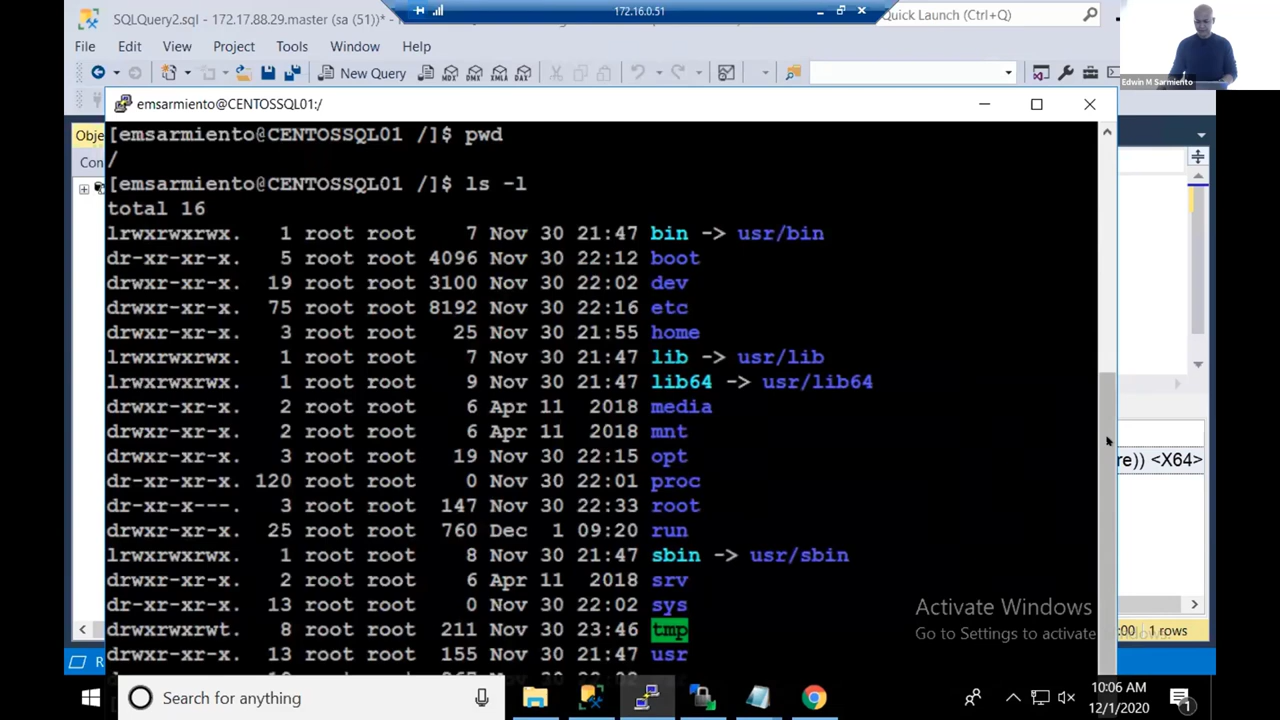 SQLQuery2.sql - 172.17.88.29.master (sa (51))* -
172.16.0.51
Quick Launch (Ctrl+Q)
File Edit View Project Tools Window Help
New Query
Edwin M Sarmiento
emsarmiento@CENTOSSQL01:/
Obje
Con
[emsarmiento@CENTOSSQL01 /]$ pwd
/
[emsarmiento@CENTOSSQL01 /]$ ls -l
total 16
lrwxrwxrwx. 1 root root 7 Nov 30 21:47 bin -> usr/bin
dr-xr-xr-x. 5 root root 4096 Nov 30 22:12 boot
drwxr-xr-x. 19 root root 3100 Nov 30 22:02 dev
drwxr-xr-x. 75 root root 8192 Nov 30 22:16 etc
drwxr-xr-x. 3 root root 25 Nov 30 21:55 home
lrwxrwxrwx. 1 root root 7 Nov 30 21:47 lib -> usr/lib
lrwxrwxrwx. 1 root root 9 Nov 30 21:47 lib64 -> usr/lib64
drwxr-xr-x. 2 root root 6 Apr 11 2018 media
drwxr-xr-x. 2 root root 6 Apr 11 2018 mnt
drwxr-xr-x. 3 root root 19 Nov 30 22:15 opt
dr-xr-xr-x. 120 root root 0 Nov 30 22:01 proc
dr-xr-x---. 3 root root 147 Nov 30 22:33 root
drwxr-xr-x. 25 root root 760 Dec 1 09:20 run
lrwxrwxrwx. 1 root root 8 Nov 30 21:47 sbin -> usr/sbin
drwxr-xr-x. 2 root root 6 Apr 11 2018 srv
dr-xr-xr-x. 13 root root 0 Nov 30 22:02 sys
drwxrwxrwt. 8 root root 211 Nov 30 23:46 tmp
drwxr-xr-x. 13 root root 155 Nov 30 21:47 usr
re)) <X64>
Activate Windows
Go to Settings to activate Windows.
:00 1 rows
R
Search for anything
10:06 AM
12/1/2020
1